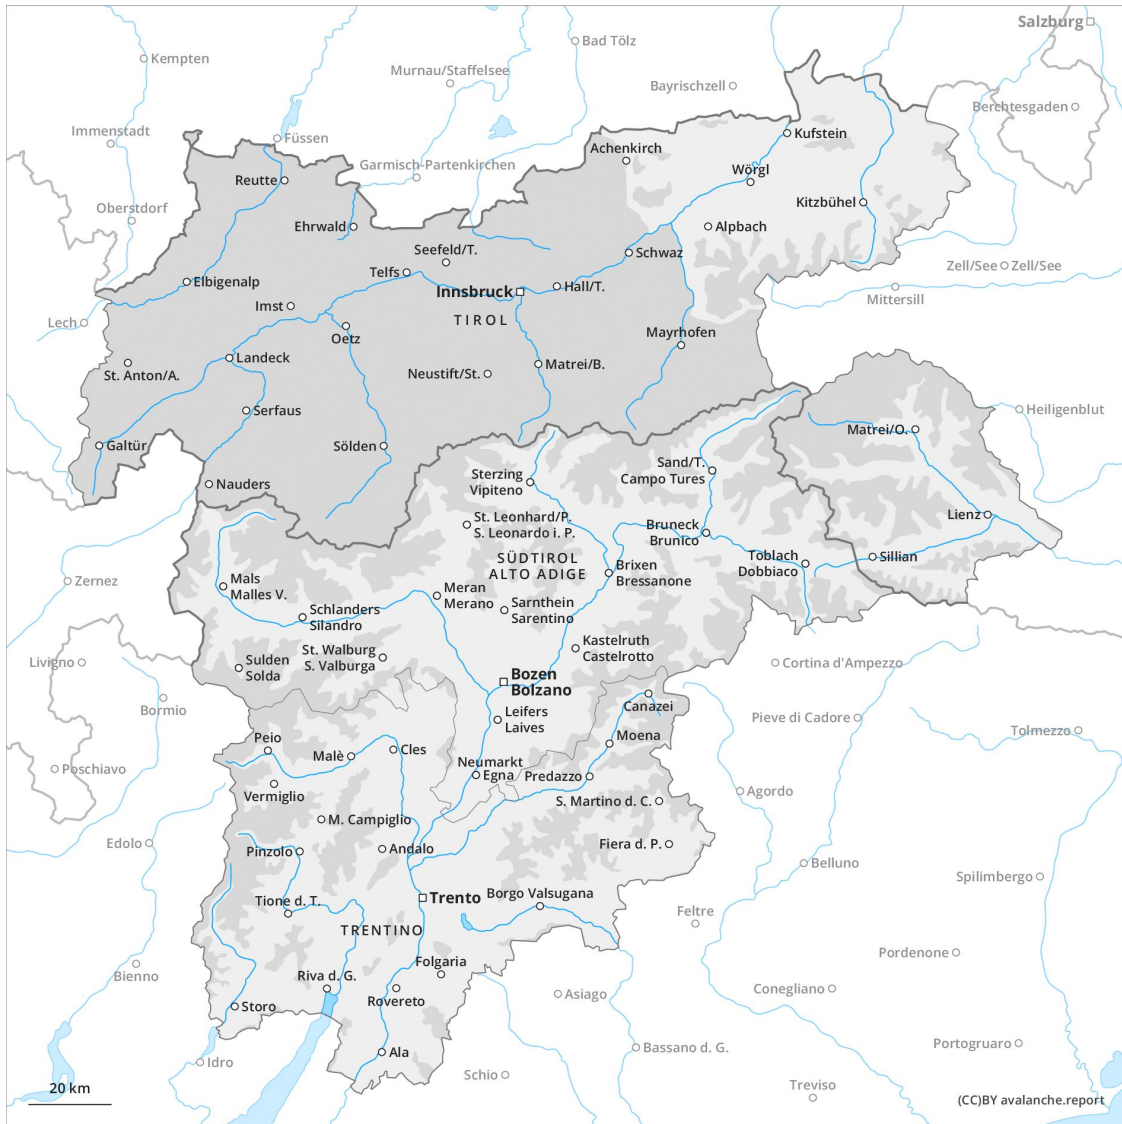 Salzburg
Bad Tölz
Kempten
Murnau/Staffelsee
Bayrischzell
Berchtesgaden
Immenstadt
Füssen
Kufstein
Achenkirch
Garmisch-Partenkirchen
Wörgl
Reutte
Kitzbühel
Oberstdorf
Ehrwald
Alpbach
Seefeld/T.
Schwaz
Telfs
Zell/See
Zell/See
Elbigenalp
Hall/T.
Innsbruck
Mittersill
Imst
TIROL
Lech
Mayrhofen
Oetz
Landeck
Matrei/B.
St. Anton/A.
Neustift/St.
Serfaus
Heiligenblut
Matrei/O.
Galtür
Sölden
Sand/T.
Campo Tures
Sterzing
Vipiteno
Nauders
St. Leonhard/P.
S. Leonardo i. P.
Lienz
Bruneck
Brunico
SÜDTIROL
ALTO ADIGE
Toblach
Dobbiaco
Sillian
Brixen
Bressanone
Zernez
Mals
Malles V.
Meran
Merano
Sarnthein
Sarentino
Schlanders
Silandro
Kastelruth
Castelrotto
St. Walburg
S. Valburga
Livigno
Sulden
Solda
Cortina d'Ampezzo
Bozen
Bolzano
Bormio
Canazei
Leifers
Laives
Pieve di Cadore
Tolmezzo
Moena
Peio
Malè
Cles
Neumarkt
Egna
Predazzo
Poschiavo
Vermiglio
Agordo
S. Martino d. C.
M. Campiglio
Edolo
Pinzolo
Andalo
Fiera d. P.
Belluno
Spilimbergo
Borgo Valsugana
Tione d. T.
Trento
Feltre
TRENTINO
Pordenone
Folgaria
Bienno
Riva d. G.
Conegliano
Rovereto
Asiago
Storo
Portogruaro
Bassano d. G.
Ala
Idro
Schio
Treviso
20 km
(CC)BY avalanche.report